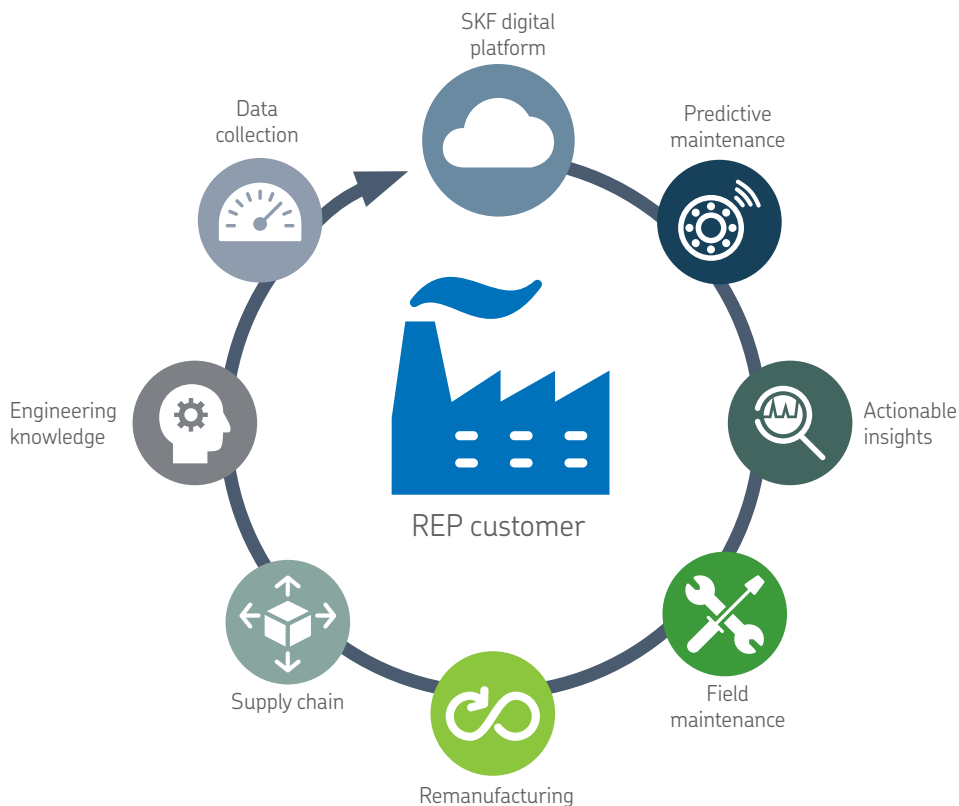 SKF digital
platform
Predictive
maintenance
Actionable
insights
Field
maintenance
Remanufacturing
Supply chain
Engineering
knowledge
Data
collection
REP customer